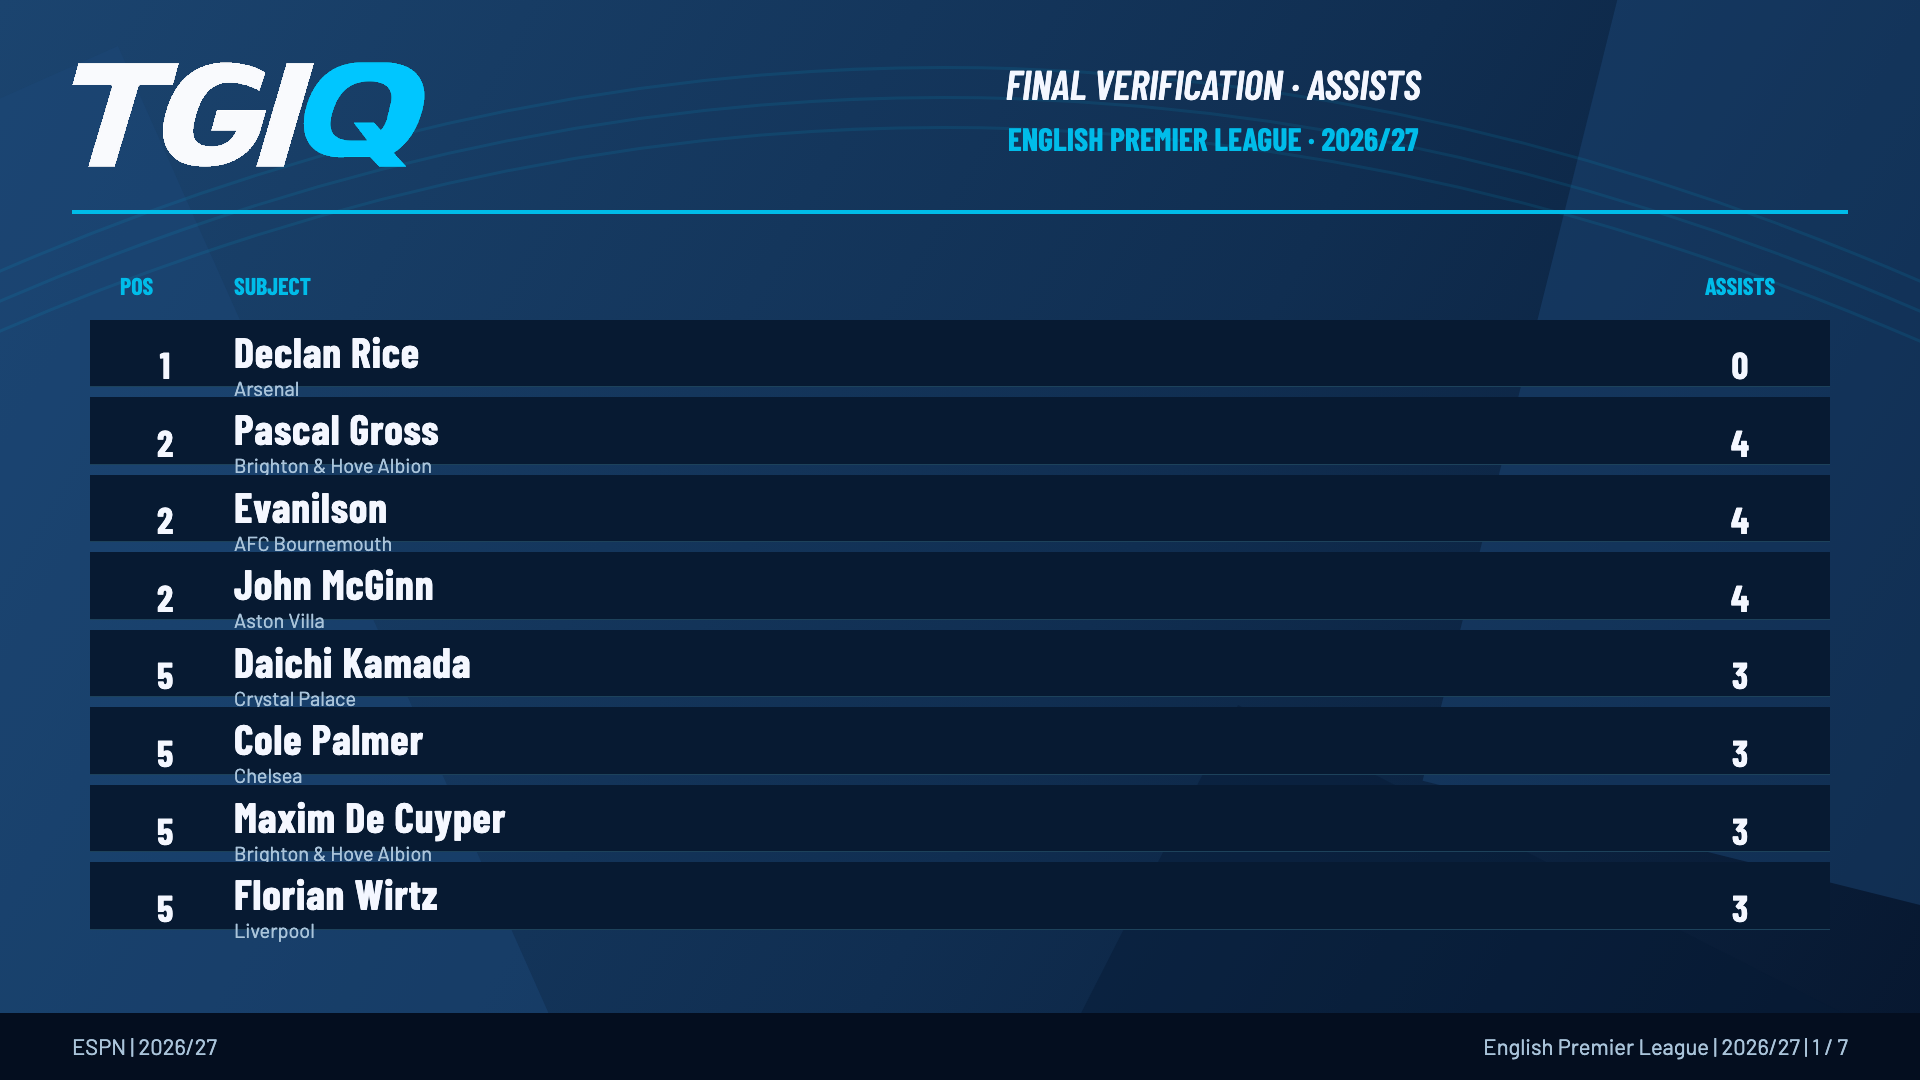 TGIQ
FINAL VERIFICATION · ASSISTS
ENGLISH PREMIER LEAGUE · 2026/27
POS SUBJECT ASSISTS
1 Declan Rice 0
Arsenal
2 Pascal Gross 4
Brighton & Hove Albion
2 Evanilson 4
AFC Bournemouth
2 John McGinn 4
Aston Villa
5 Daichi Kamada 3
Crystal Palace
5 Cole Palmer 3
Chelsea
5 Maxim De Cuyper 3
Brighton & Hove Albion
5 Florian Wirtz 3
Liverpool
ESPN | 2026/27
English Premier League | 2026/27 | 1 / 7